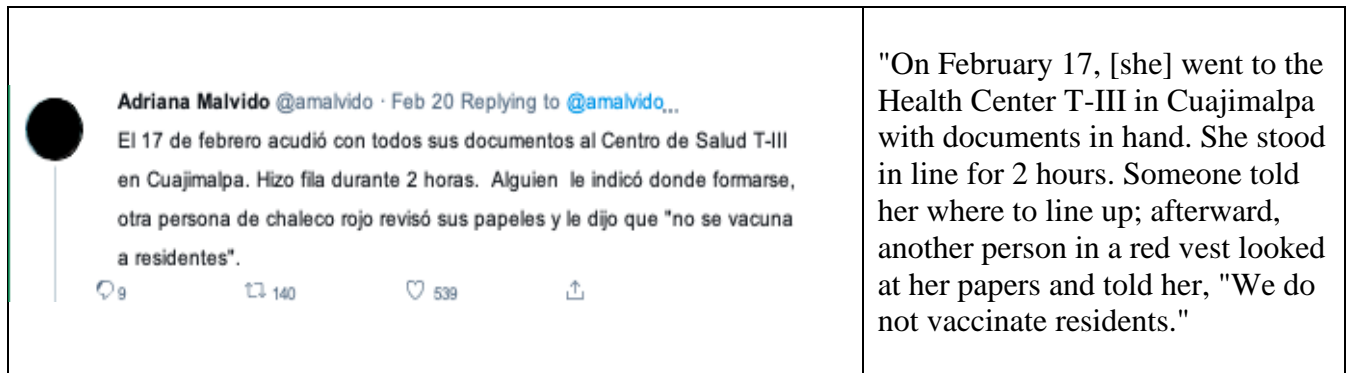 Adriana Malvido @amalvido · Feb 20 Replying to @amalvido...
El 17 de febrero acudió con todos sus documentos al Centro de Salud T-III
en Cuajimalpa. Hizo fila durante 2 horas. Alguien le indicó donde formarse,
otra persona de chaleco rojo revisó sus papeles y le dijo que "no se vacuna
a residentes".
9 140 539
"On February 17, [she] went to the
Health Center T-III in Cuajimalpa
with documents in hand. She stood
in line for 2 hours. Someone told
her where to line up; afterward,
another person in a red vest looked
at her papers and told her, "We do
not vaccinate residents."